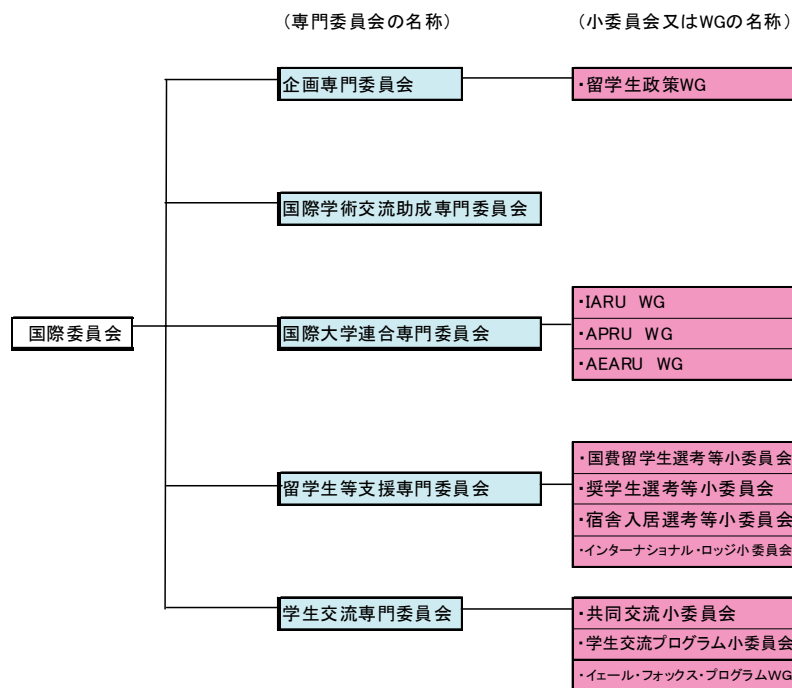 （専門委員会の名称）
（小委員会又はWGの名称）
企画専門委員会
・留学生政策WG
国際学術交流助成専門委員会
国際委員会
国際大学連合専門委員会
・IARU WG
・APRU WG
・AEARU WG
留学生等支援専門委員会
・国費留学生選考等小委員会
・奨学生選考等小委員会
・宿舎入居選考等小委員会
・インターナショナル・ロッジ小委員会
学生交流専門委員会
・共同交流小委員会
・学生交流プログラム小委員会
・イェール・フォックス・プログラムWG